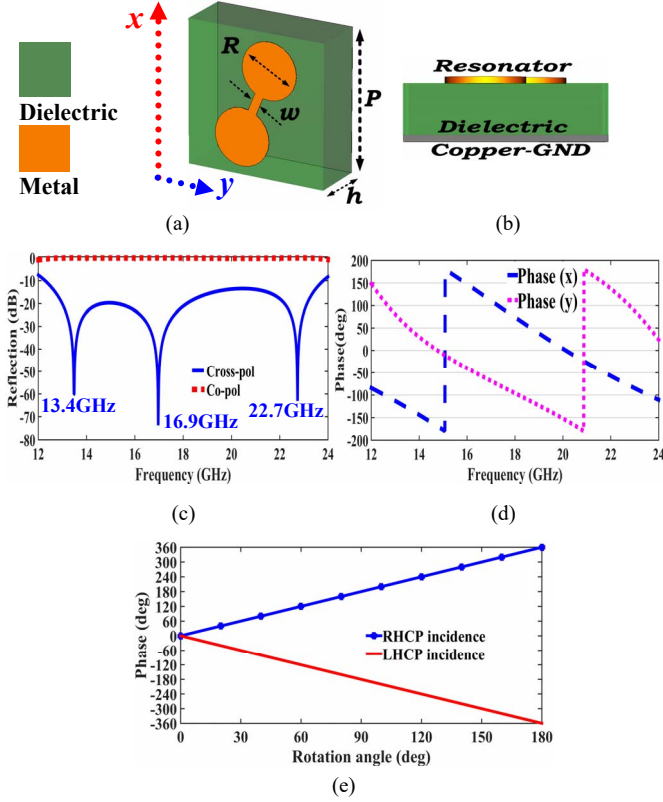 x
Dielectric
Metal
R
w
P
y
h
(a)
Resonator
Dielectric
Copper-GND
(b)
Reflection (dB)
0
-10
-20
-30
-40
-50
-60
-70
-80
Cross-pol
Co-pol
13.4GHz
16.9GHz
22.7GHz
12 14 16 18 20 22 24
Frequency (GHz)
(c)
Phase(deg)
200
150
100
50
0
-50
-100
-150
-200
Phase (x)
Phase (y)
12 14 16 18 20 22 24
Frequency (GHz)
(d)
Phase (deg)
360
300
240
180
120
60
0
-60
-120
-180
-240
-300
-360
RHCP incidence
LHCP incidence
0 30 60 90 120 150 180
Rotation angle (deg)
(e)